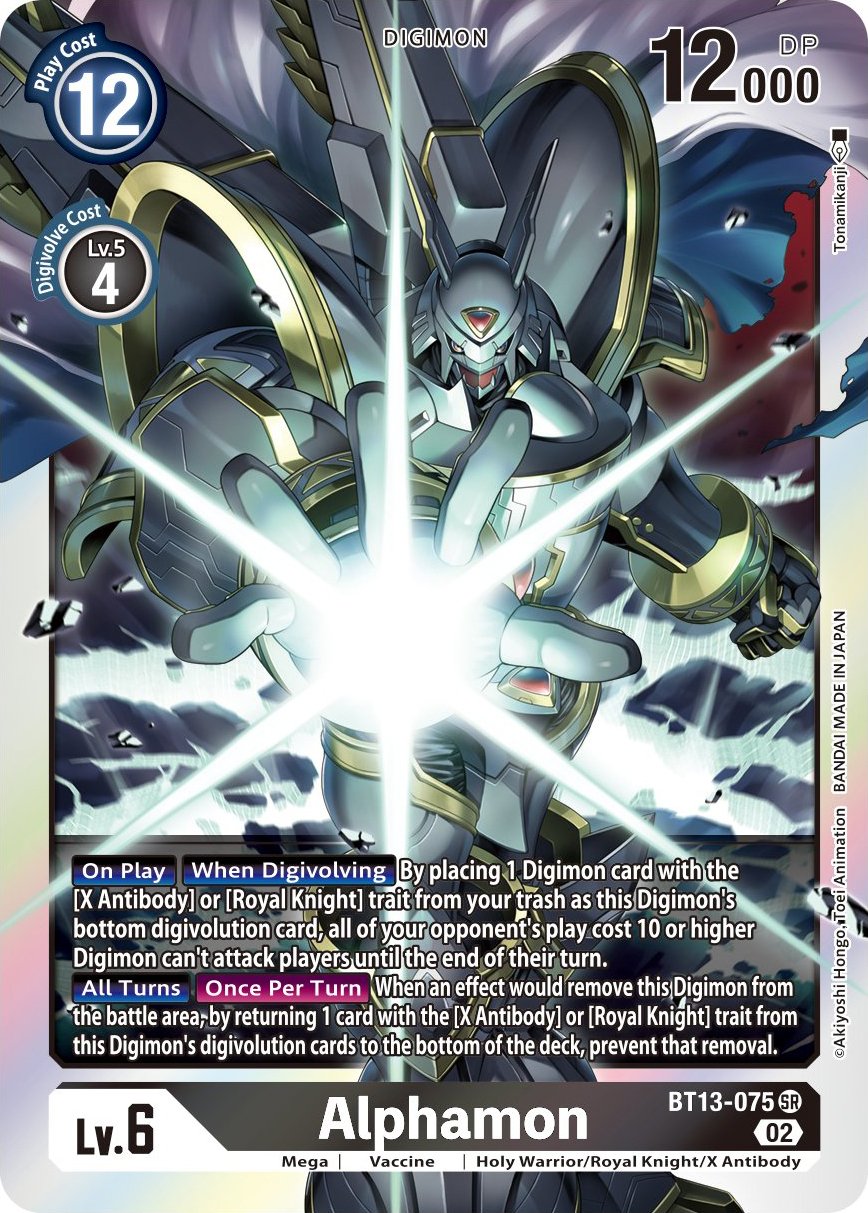 DIGIMON
Play Cost
12
12000
DP
Digivolve Cost
Lv.5
4
Tonamikanji
BANDAI MADE IN JAPAN
©Akiyoshi Hongo, Toei Animation
On Play When Digivolving By placing 1 Digimon card with the
[X Antibody] or [Royal Knight] trait from your trash as this Digimon's
bottom digivolution card, all of your opponent's play cost 10 or higher
Digimon can't attack players until the end of their turn.
All Turns Once Per Turn When an effect would remove this Digimon from
the battle area, by returning 1 card with the [X Antibody] or [Royal Knight] trait from
this Digimon's digivolution cards to the bottom of the deck, prevent that removal.
Lv.6
Alphamon
BT13-075 SR
02
Mega | Vaccine | Holy Warrior/Royal Knight/X Antibody